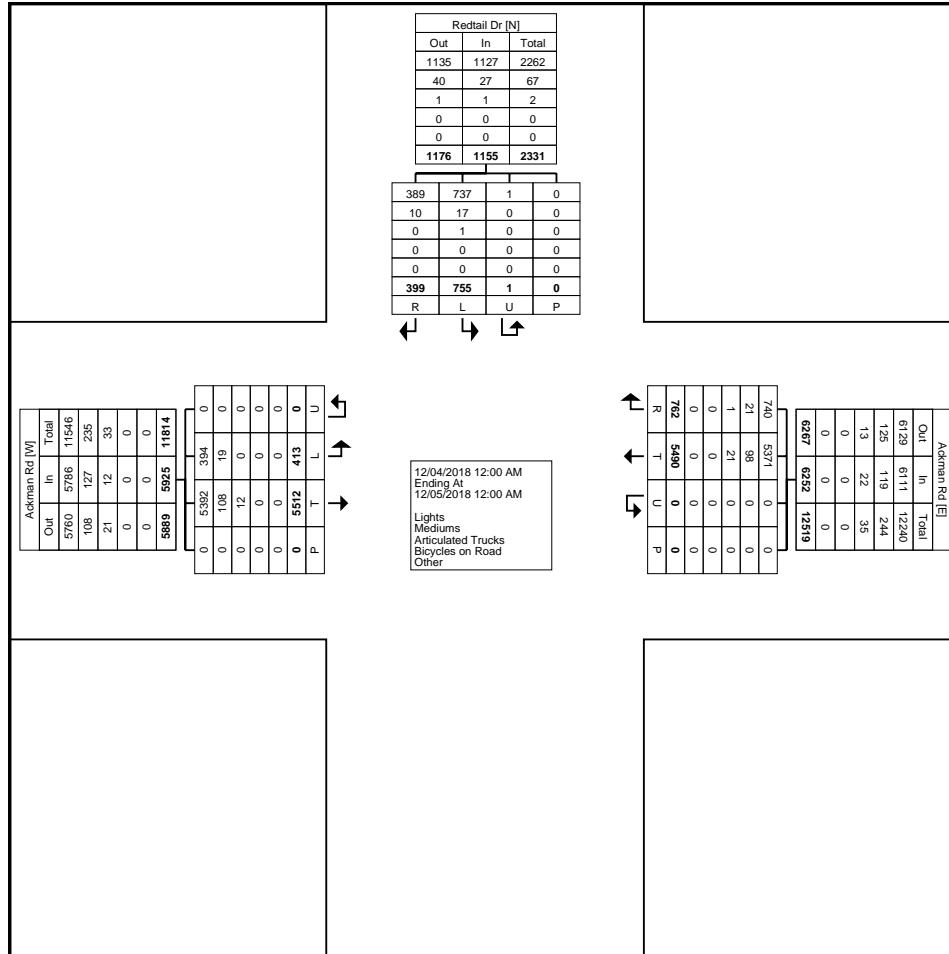 Redtail Dr [N]
Out In Total
1135 1127 2262
40 27 67
1 1 2
0 0 0
0 0 0
1176 1155 2331
389 737 1 0
10 17 0 0
0 1 0 0
0 0 0 0
0 0 0 0
399 755 1 0
R L U P
Ackman Rd [W]
Total In Out
11546 5786 5760
235 127 108
33 12 21
0 0 0
0 0 0
11814 5925 5889
0 394 5392 0
0 19 108 0
0 0 12 0
0 0 0 0
0 0 0 0
0 413 5512 0
U L T P
12/04/2018 12:00 AM
Ending At
12/05/2018 12:00 AM
Lights
Mediums
Articulated Trucks
Bicycles on Road
Other
740 5371 0 0
21 98 0 0
1 21 0 0
0 0 0 0
0 0 0 0
762 5490 0 0
R T U P
Ackman Rd [E]
Out In Total
6129 6111 12240
125 119 244
13 22 35
0 0 0
0 0 0
6267 6252 12519